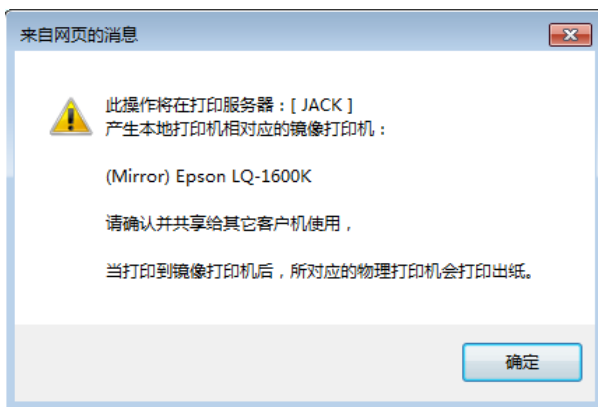 来自网页的消息
此操作将在打印服务器：[ JACK ]
产生本地打印机相对应的镜像打印机：
(Mirror) Epson LQ-1600K
请确认并共享给其它客户机使用，
当打印到镜像打印机后，所对应的物理打印机会打印出纸。
确定